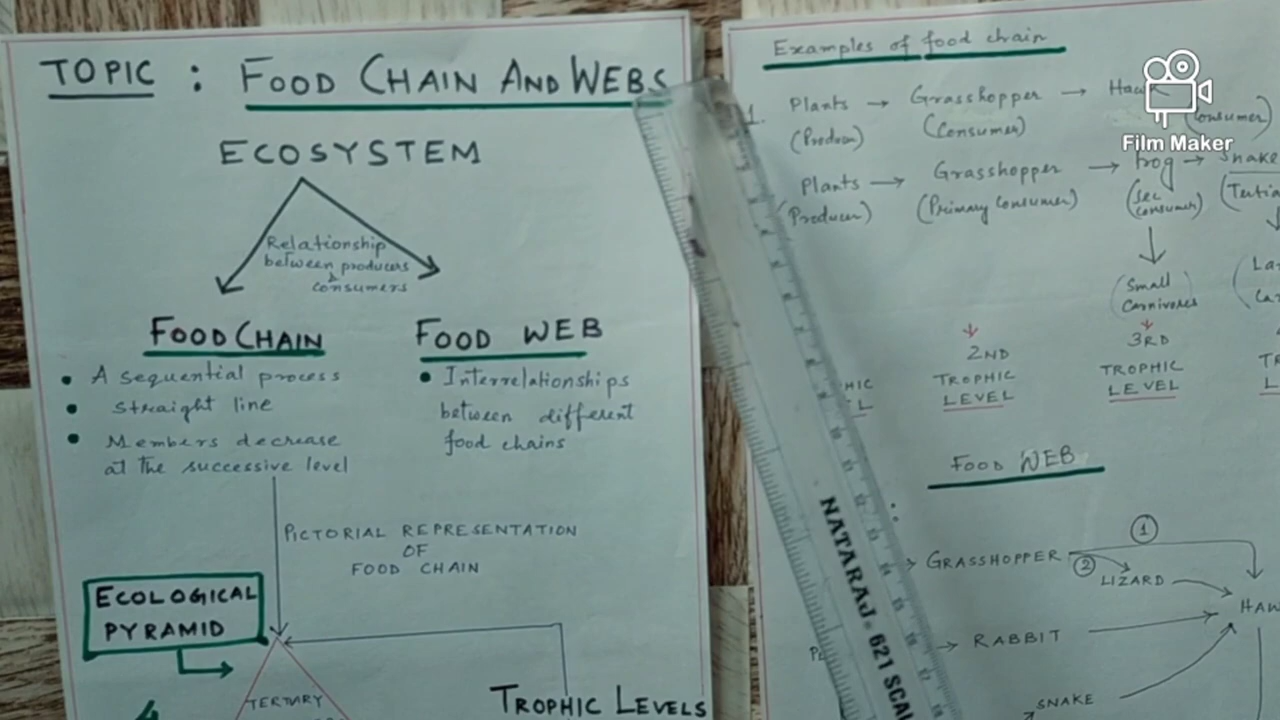 TOPIC : FOOD CHAIN AND WEBS
ECOSYSTEM
Relationship
between producers
&
consumers
FOOD CHAIN
• A sequential process
• straight line
• Members decrease
at the successive level
FOOD WEB
• Interrelationships
between different
food chains
PICTORIAL REPRESENTATION
OF
FOOD CHAIN
ECOLOGICAL
PYRAMID
TERTIARY
TROPHIC LEVELS
Examples of food chain
1. Plants → Grasshopper → Hawk
(Producer) (Consumer) (Consumer)
Plants → Grasshopper → frog → snake
(Producer) (Primary Consumer) (Sec consumer)
(Small Carnivores)
2ND TROPHIC LEVEL
3RD TROPHIC LEVEL
FOOD WEB
GRASSHOPPER
1
2
LIZARD
RABBIT
SNAKE
NATARAJ 621
Film Maker